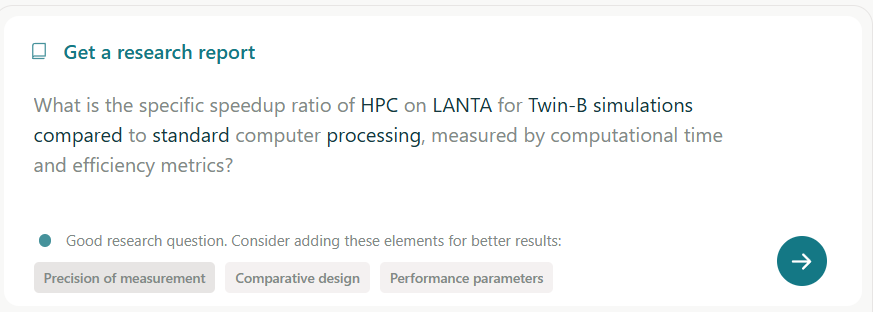 Get a research report
What is the specific speedup ratio of HPC on LANTA for Twin-B simulations
compared to standard computer processing, measured by computational time
and efficiency metrics?
Good research question. Consider adding these elements for better results:
Precision of measurement Comparative design Performance parameters